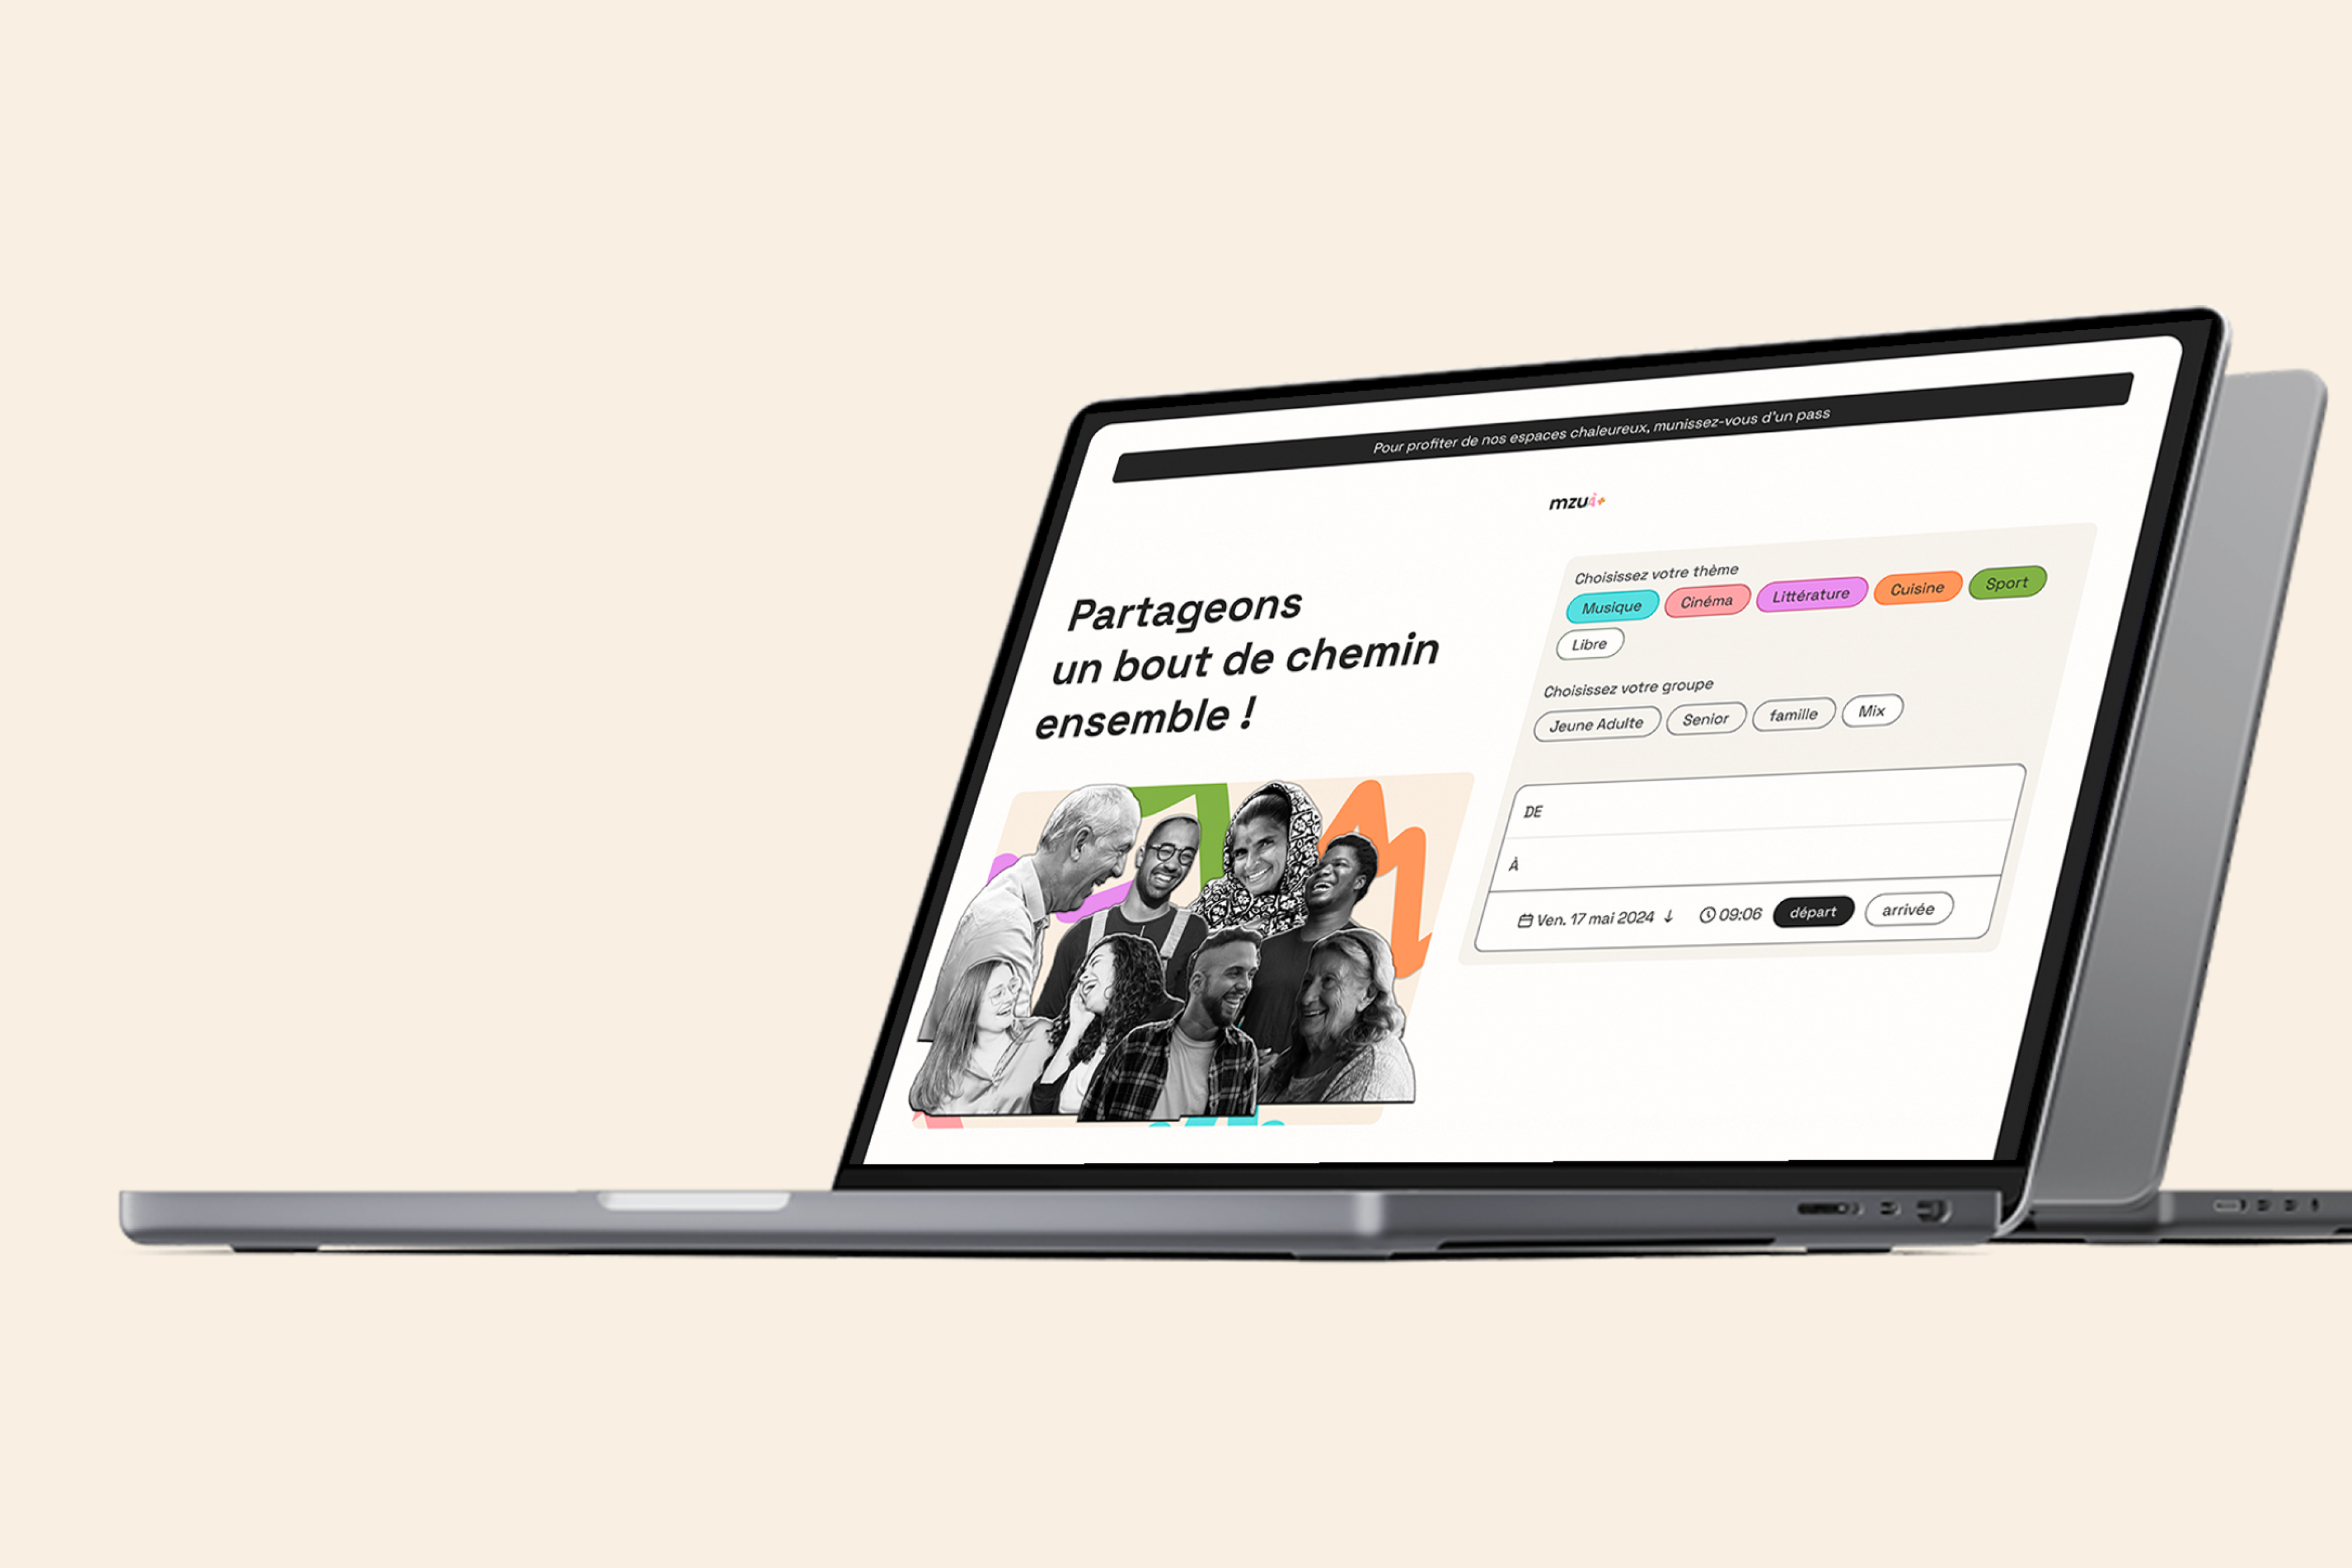 Pour profiter de nos espaces chaleureux, munissez-vous d'un pass
mzui+
Partageons
un bout de chemin
ensemble !
Choisissez votre thème
Musique Cinéma Littérature Cuisine Sport
Libre
Choisissez votre groupe
Jeune Adulte Senior famille Mix
DE
À
Ven. 17 mai 2024 ↓ 09:06 départ arrivée